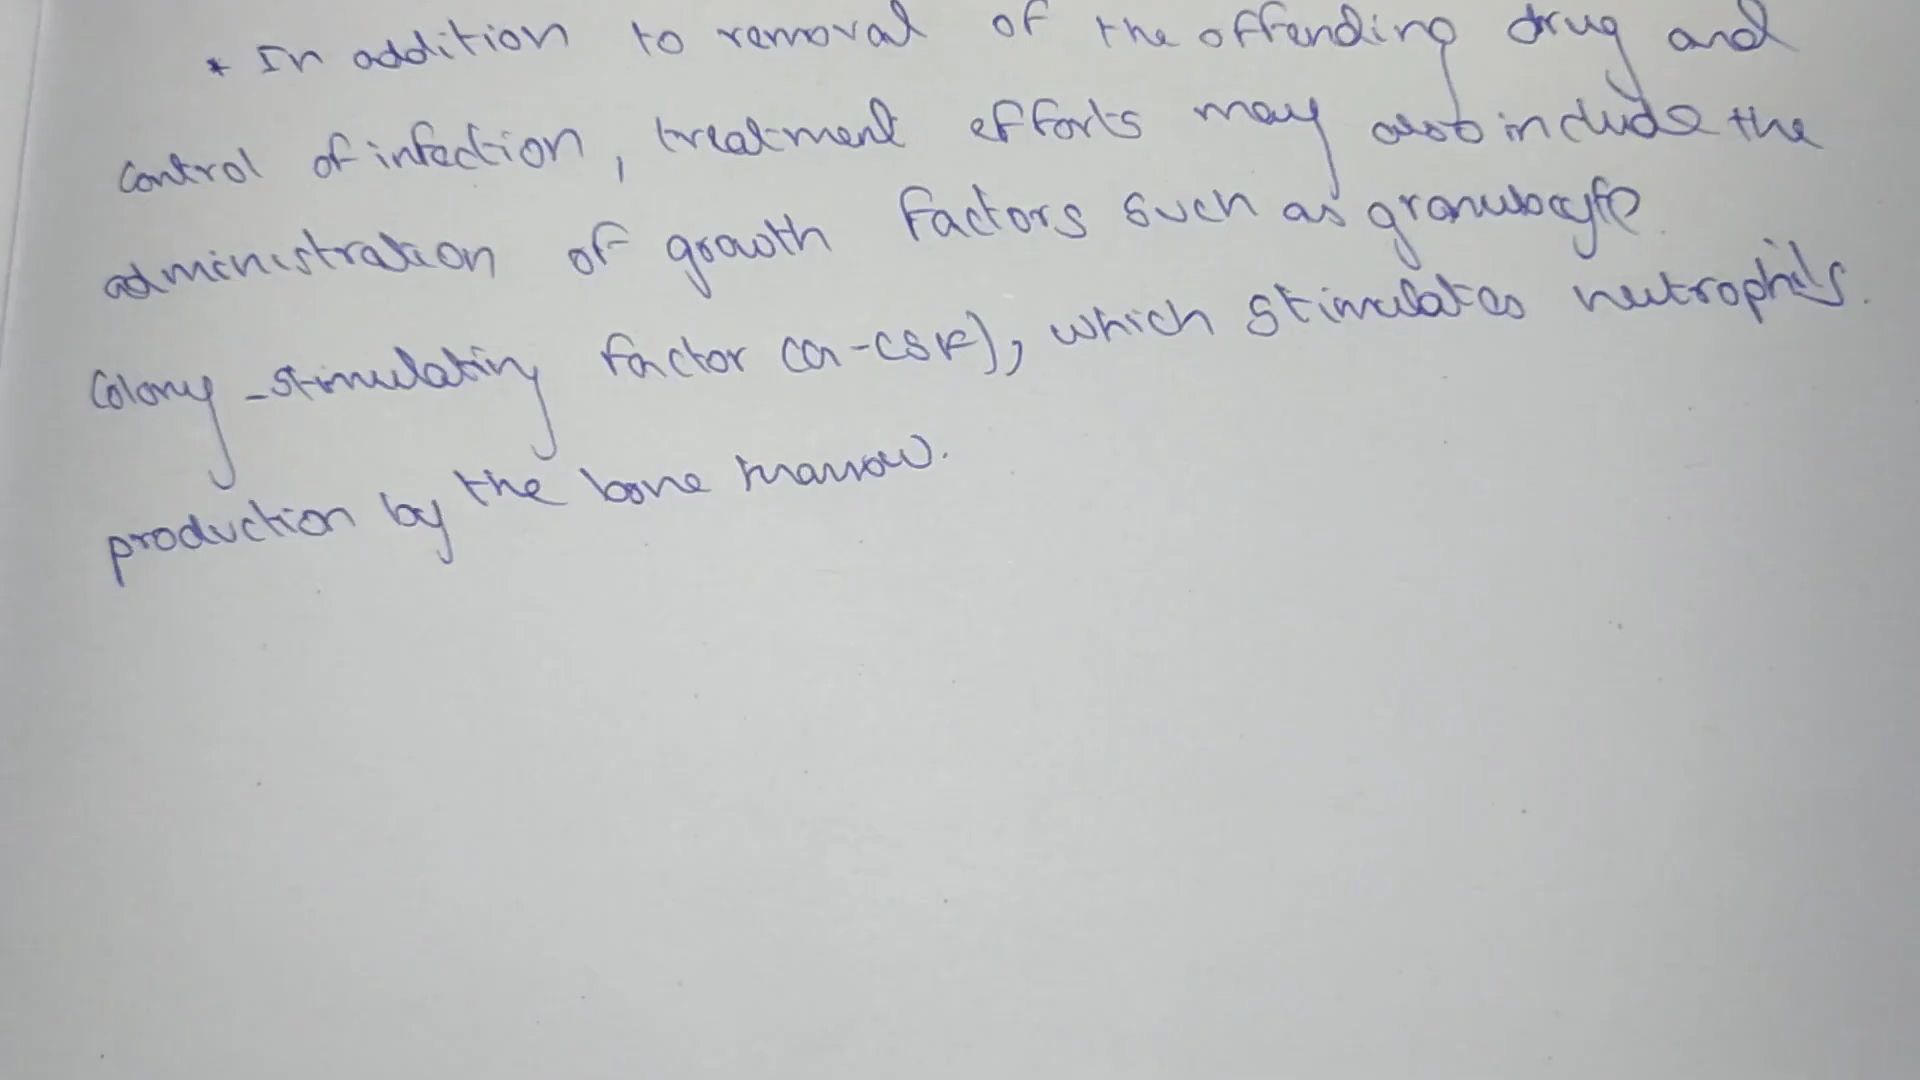 * In addition to removal of the offending drug and
control of infection, treatment efforts may also include the
administration of growth factors such as granulocyte
colony-stimulating factor (G-CSF), which stimulates neutrophils.
production by the bone marrow.